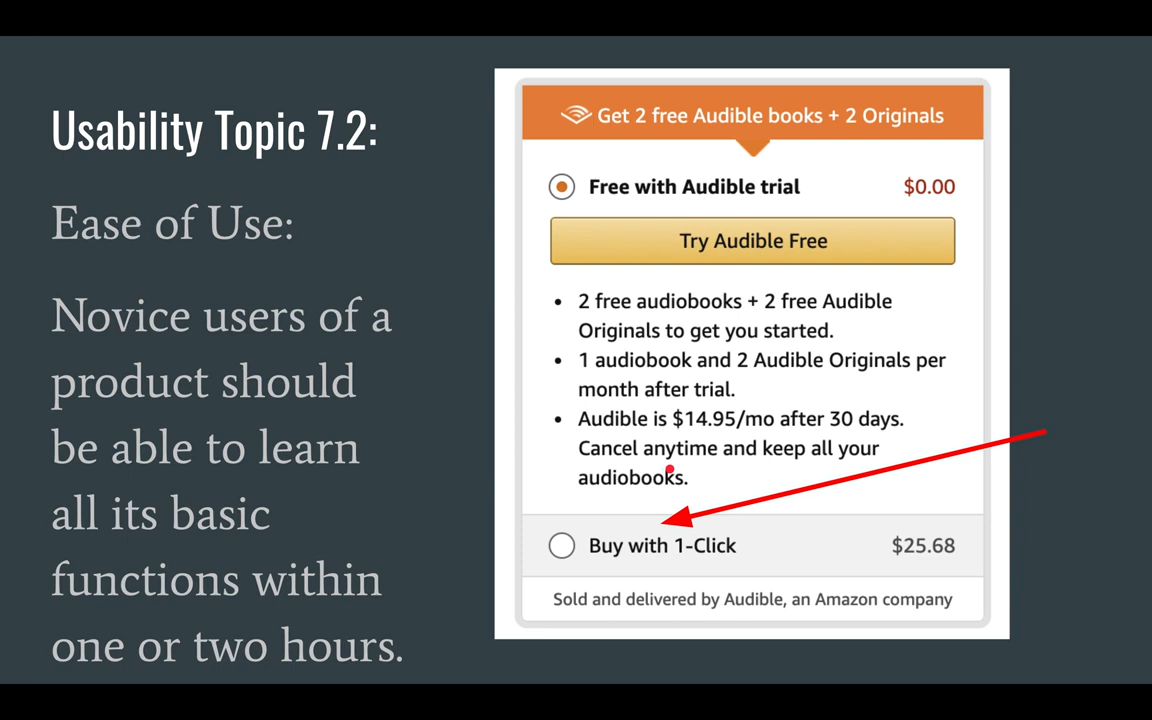 Usability Topic 7.2:
Ease of Use:
Novice users of a
product should
be able to learn
all its basic
functions within
one or two hours.
Get 2 free Audible books + 2 Originals
Free with Audible trial $0.00
Try Audible Free
• 2 free audiobooks + 2 free Audible
Originals to get you started.
• 1 audiobook and 2 Audible Originals per
month after trial.
• Audible is $14.95/mo after 30 days.
Cancel anytime and keep all your
audiobooks.
Buy with 1-Click $25.68
Sold and delivered by Audible, an Amazon company